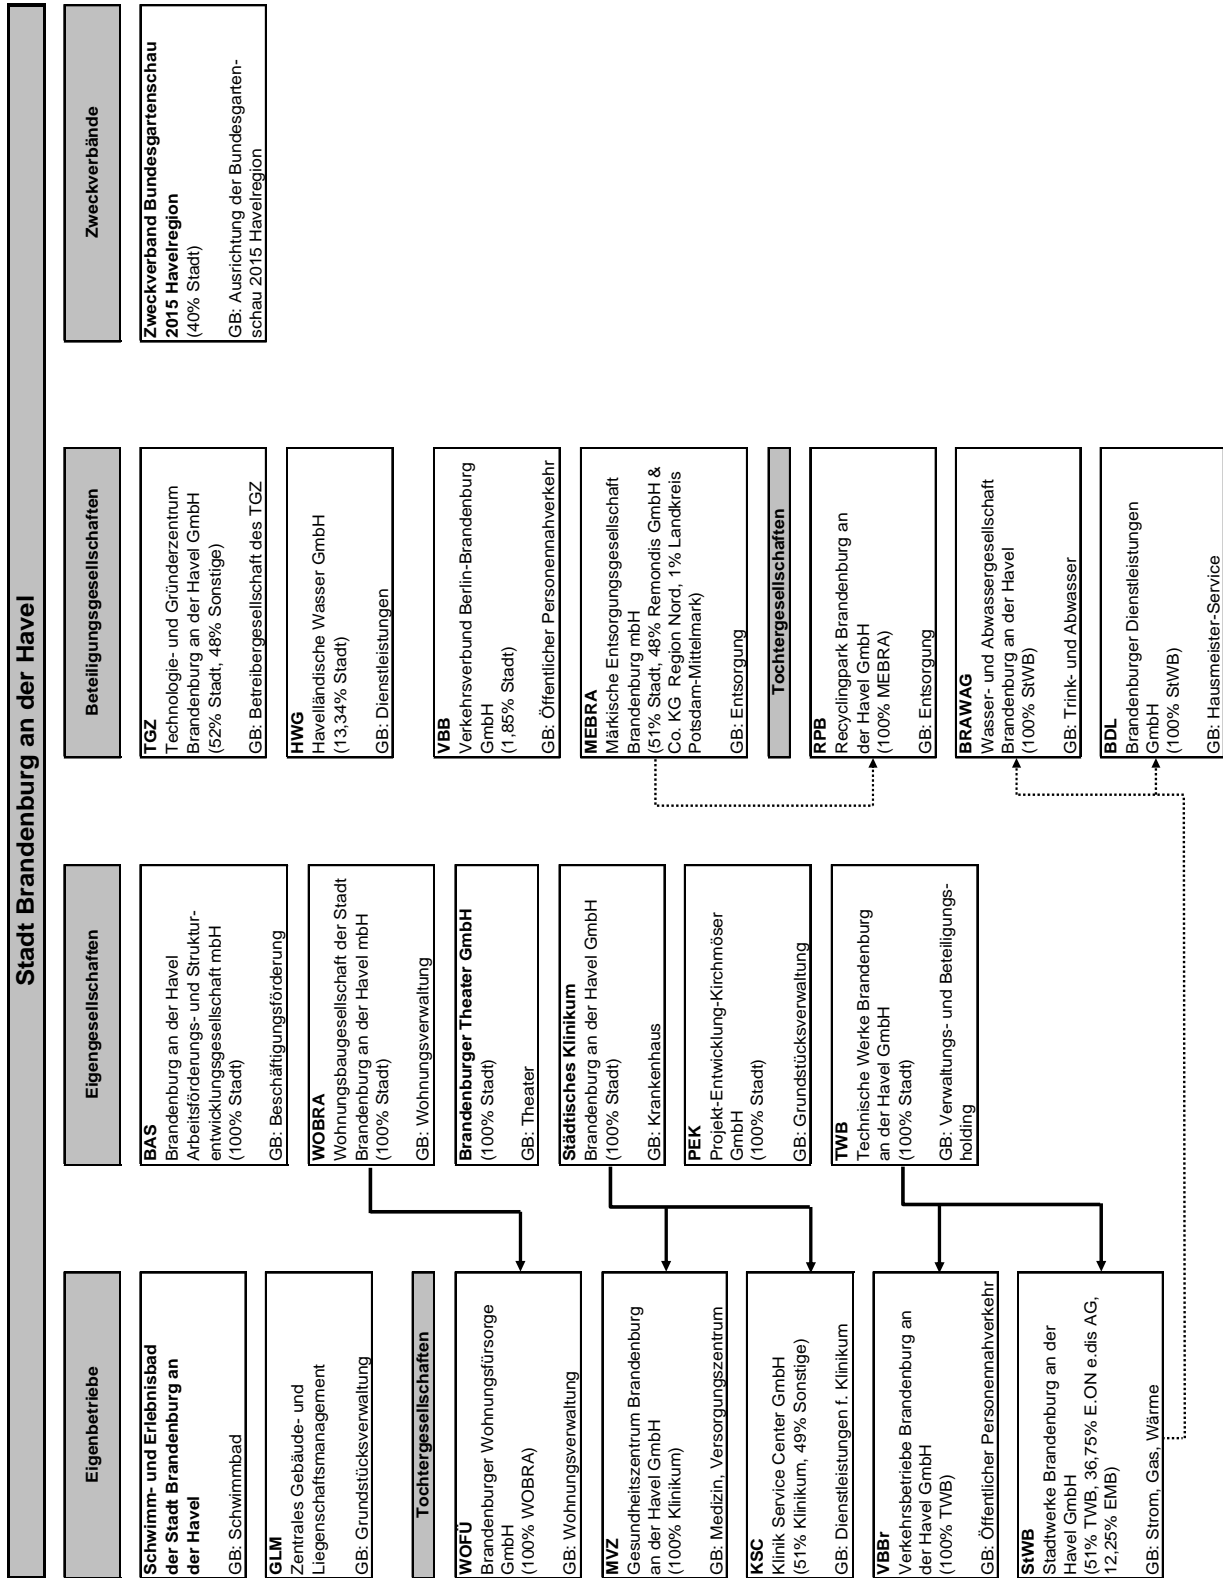 Stadt Brandenburg an der Havel
Eigenbetriebe
Schwimm- und Erlebnisbad
der Stadt Brandenburg an
der Havel
GB: Schwimmbad
GLM
Zentrales Gebäude- und
Liegenschaftsmanagement
GB: Grundstücksverwaltung
Tochtergesellschaften
WOFÜ
Brandenburger Wohnungsfürsorge
GmbH
(100% WOBRA)
GB: Wohnungsverwaltung
MVZ
Gesundheitszentrum Brandenburg
an der Havel GmbH
(100% Klinikum)
GB: Medizin, Versorgungszentrum
KSC
Klinik Service Center GmbH
(51% Klinikum, 49% Sonstige)
GB: Dienstleistungen f. Klinikum
VBBr
Verkehrsbetriebe Brandenburg an
der Havel GmbH
(100% TWB)
GB: Öffentlicher Personennahverkehr
StWB
Stadtwerke Brandenburg an der
Havel GmbH
(51% TWB, 36,75% E.ON e.dis AG,
12,25% EMB)
GB: Strom, Gas, Wärme
Eigengesellschaften
BAS
Brandenburg an der Havel
Arbeitsförderungs- und Struktur-
entwicklungsgesellschaft mbH
(100% Stadt)
GB: Beschäftigungsförderung
WOBRA
Wohnungsbaugesellschaft der Stadt
Brandenburg an der Havel mbH
(100% Stadt)
GB: Wohnungsverwaltung
Brandenburger Theater GmbH
(100% Stadt)
GB: Theater
Städtisches Klinikum
Brandenburg an der Havel GmbH
(100% Stadt)
GB: Krankenhaus
PEK
Projekt-Entwicklung-Kirchmöser
GmbH
(100% Stadt)
GB: Grundstücksverwaltung
TWB
Technische Werke Brandenburg
an der Havel GmbH
(100% Stadt)
GB: Verwaltungs- und Beteiligungs-
holding
Beteiligungsgesellschaften
TGZ
Technologie- und Gründerzentrum
Brandenburg an der Havel GmbH
(52% Stadt, 48% Sonstige)
GB: Betreibergesellschaft des TGZ
HWG
Havelländische Wasser GmbH
(13,34% Stadt)
GB: Dienstleistungen
VBB
Verkehrsverbund Berlin-Brandenburg
GmbH
(1,85% Stadt)
GB: Öffentlicher Personennahverkehr
MEBRA
Märkische Entsorgungsgesellschaft
Brandenburg mbH
(51% Stadt, 48% Remondis GmbH &
Co. KG Region Nord, 1% Landkreis
Potsdam-Mittelmark)
GB: Entsorgung
Tochtergesellschaften
RPB
Recyclingpark Brandenburg an
der Havel GmbH
(100% MEBRA)
GB: Entsorgung
BRAWAG
Wasser- und Abwassergesellschaft
Brandenburg an der Havel
(100% StWB)
GB: Trink- und Abwasser
BDL
Brandenburger Dienstleistungen
GmbH
(100% StWB)
GB: Hausmeister-Service
Zweckverbände
Zweckverband Bundesgartenschau
2015 Havelregion
(40% Stadt)
GB: Ausrichtung der Bundesgarten-
schau 2015 Havelregion